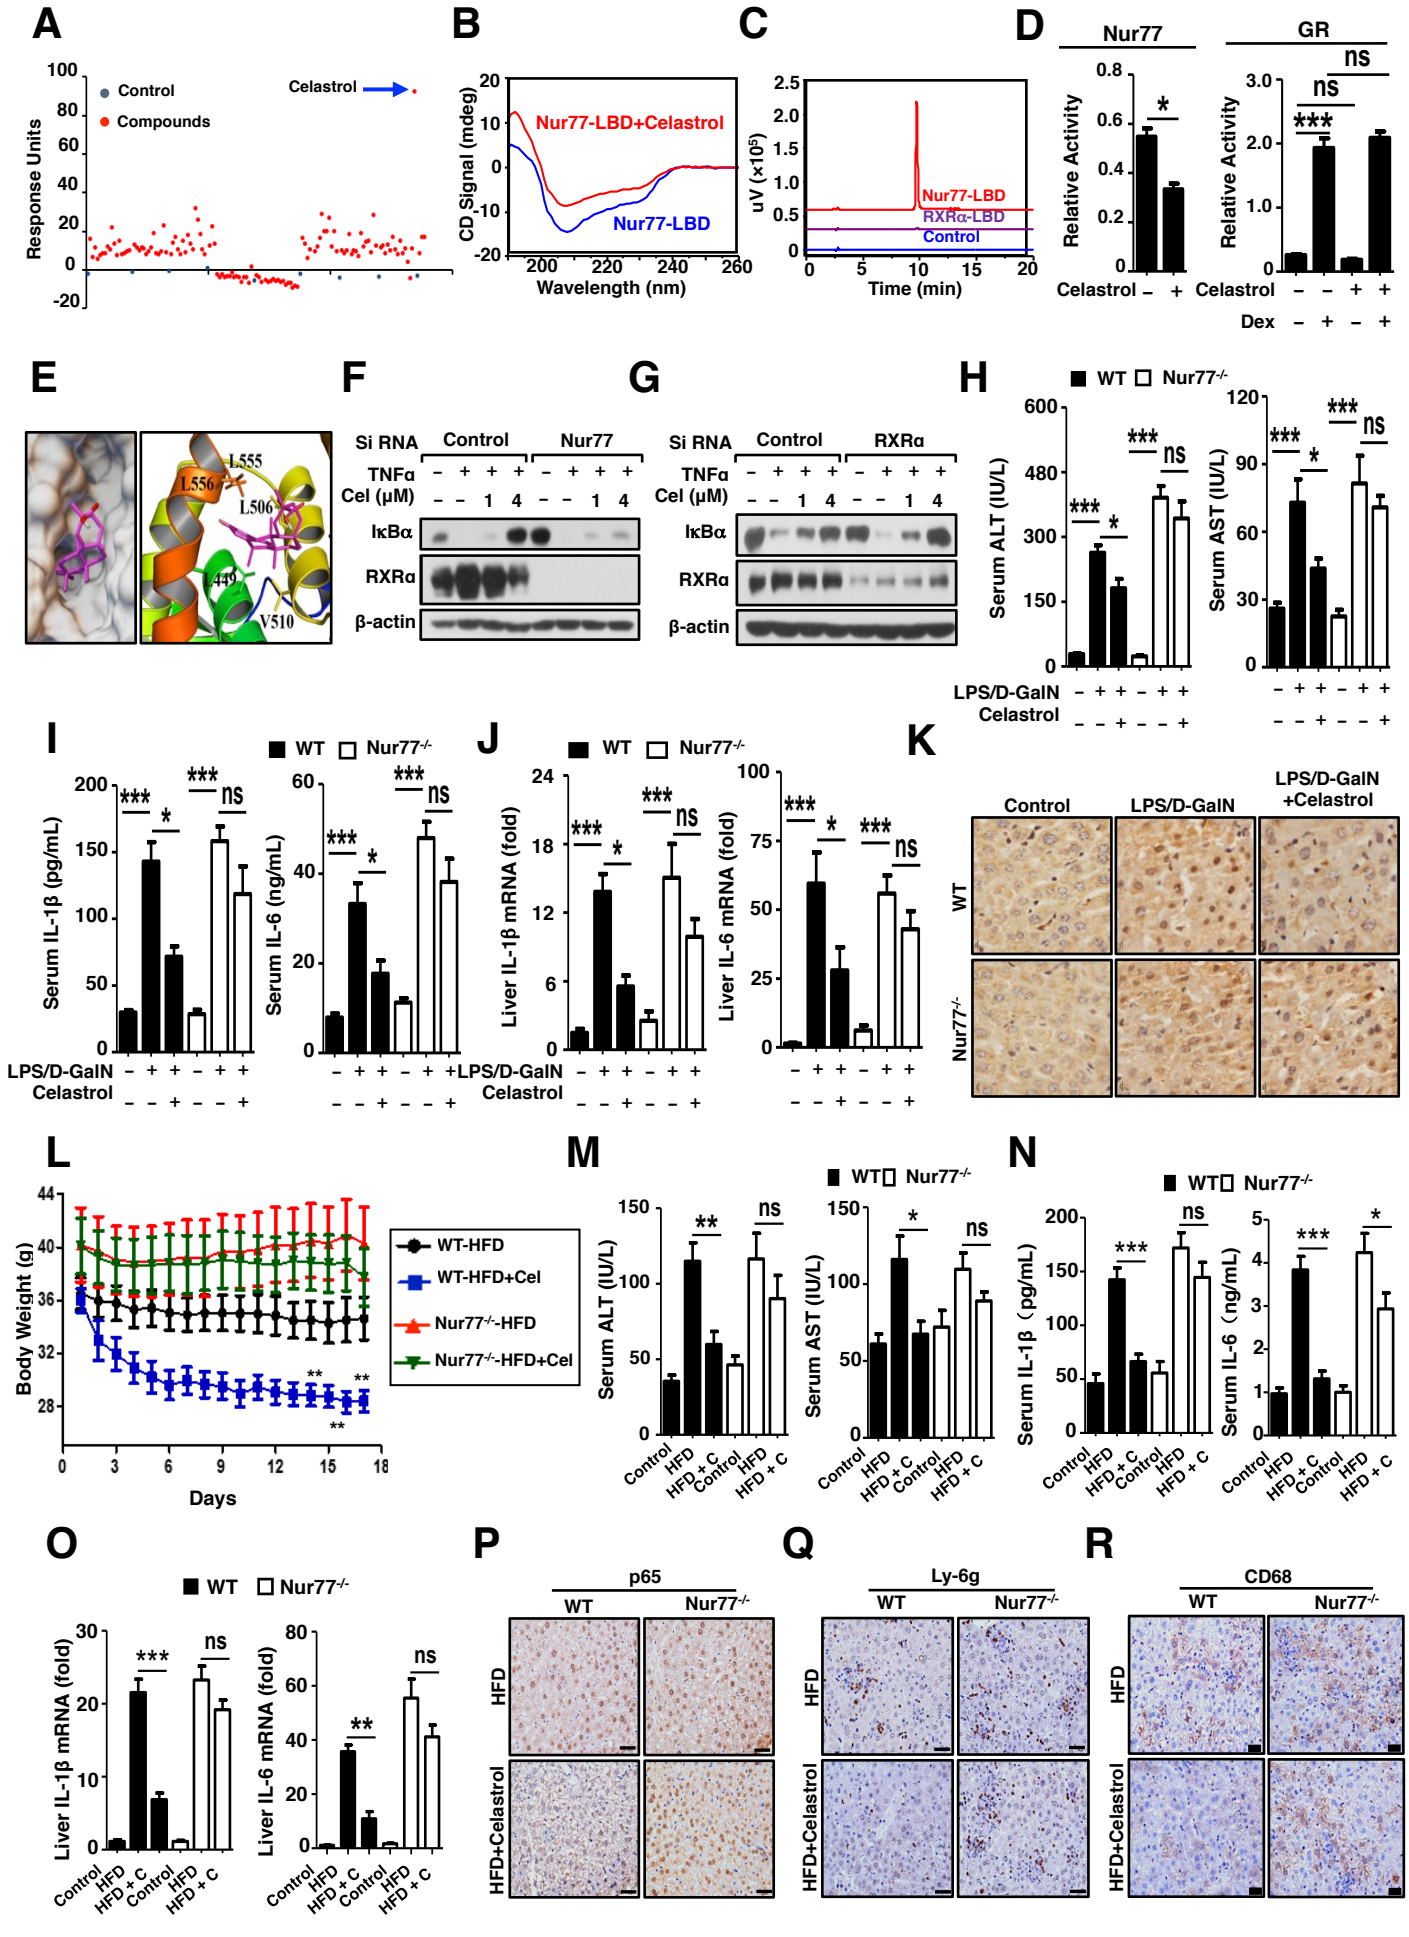 A
100
80
60
40
20
0
-20
Response Units
Control
Compounds
Celastrol
B
20
10
0
-10
-20
CD Signal (mdeg)
Nur77-LBD+Celastrol
Nur77-LBD
200
220
240
260
Wavelength (nm)
C
2.5
2.0
1.5
1.0
0.5
0
uV (×10⁵)
Nur77-LBD
RXRα-LBD
Control
0
5
10
15
20
Time (min)
D
Nur77
0.8
0.6
0.4
0.2
0
Relative Activity
*
Celastrol – +
GR
ns
ns
***
3.0
2.0
1.0
0
Relative Activity
Celastrol – – + +
Dex – + – +
E
L555
L556
L506
L449
V510
F
Si RNA Control Nur77
TNFα – + + + – + + +
Cel (μM) – – 1 4 – – 1 4
IκBα
RXRα
β-actin
G
Si RNA Control RXRα
TNFα – + + + – + + +
Cel (μM) – – 1 4 – – 1 4
IκBα
RXRα
β-actin
H
WT Nur77-/-
600
480
300
150
0
Serum ALT (IU/L)
*** * *** ns
120
90
60
30
0
Serum AST (IU/L)
*** * *** ns
LPS/D-GalN – + + – + + – + + – + +
Celastrol – – + – – + – – + – – +
I
WT Nur77-/-
200
150
100
50
0
Serum IL-1β (pg/mL)
*** * *** ns
60
40
20
0
Serum IL-6 (ng/mL)
*** * *** ns
LPS/D-GalN – + + – + + – + + – + +
Celastrol – – + – – + – – + – – +
J
WT Nur77-/-
24
18
12
6
0
Liver IL-1β mRNA (fold)
*** * *** ns
100
75
50
25
0
Liver IL-6 mRNA (fold)
*** * *** ns
LPS/D-GalN – + + – + + – + + – + +
Celastrol – – + – – + – – + – – +
K
Control
LPS/D-GalN
LPS/D-GalN
+Celastrol
WT
Nur77-/-
L
44
40
36
32
28
Body Weight (g)
**
**
**
0 3 6 9 12 15 18
Days
WT-HFD
WT-HFD+Cel
Nur77-/--HFD
Nur77-/--HFD+Cel
M
WT Nur77-/-
150
100
50
0
Serum ALT (IU/L)
** ns
Control HFD HFD + C Control HFD HFD + C
150
100
50
0
Serum AST (IU/L)
* ns
Control HFD HFD + C Control HFD HFD + C
N
WT Nur77-/-
200
150
100
50
0
Serum IL-1β (pg/mL)
*** ns
Control HFD HFD + C Control HFD HFD + C
5
4
3
2
1
0
Serum IL-6 (ng/mL)
*** *
Control HFD HFD + C Control HFD HFD + C
O
WT Nur77-/-
30
20
10
0
Liver IL-1β mRNA (fold)
*** ns
Control HFD HFD + C Control HFD HFD + C
80
60
40
20
0
Liver IL-6 mRNA (fold)
** ns
Control HFD HFD + C Control HFD HFD + C
P
p65
WT Nur77-/-
HFD
HFD+Celastrol
Q
Ly-6g
WT Nur77-/-
HFD
HFD+Celastrol
R
CD68
WT Nur77-/-
HFD
HFD+Celastrol